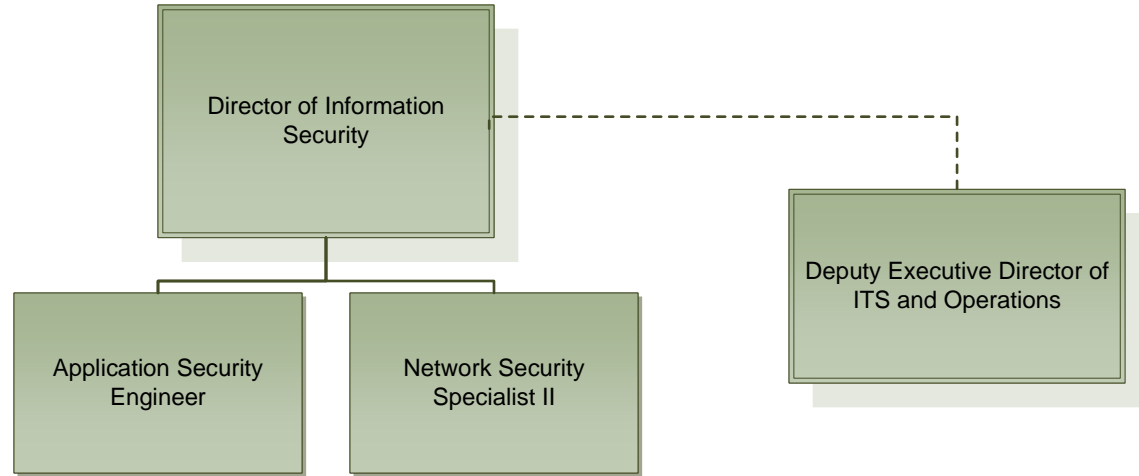 Director of Information
Security
Deputy Executive Director of
ITS and Operations
Application Security
Engineer
Network Security
Specialist II